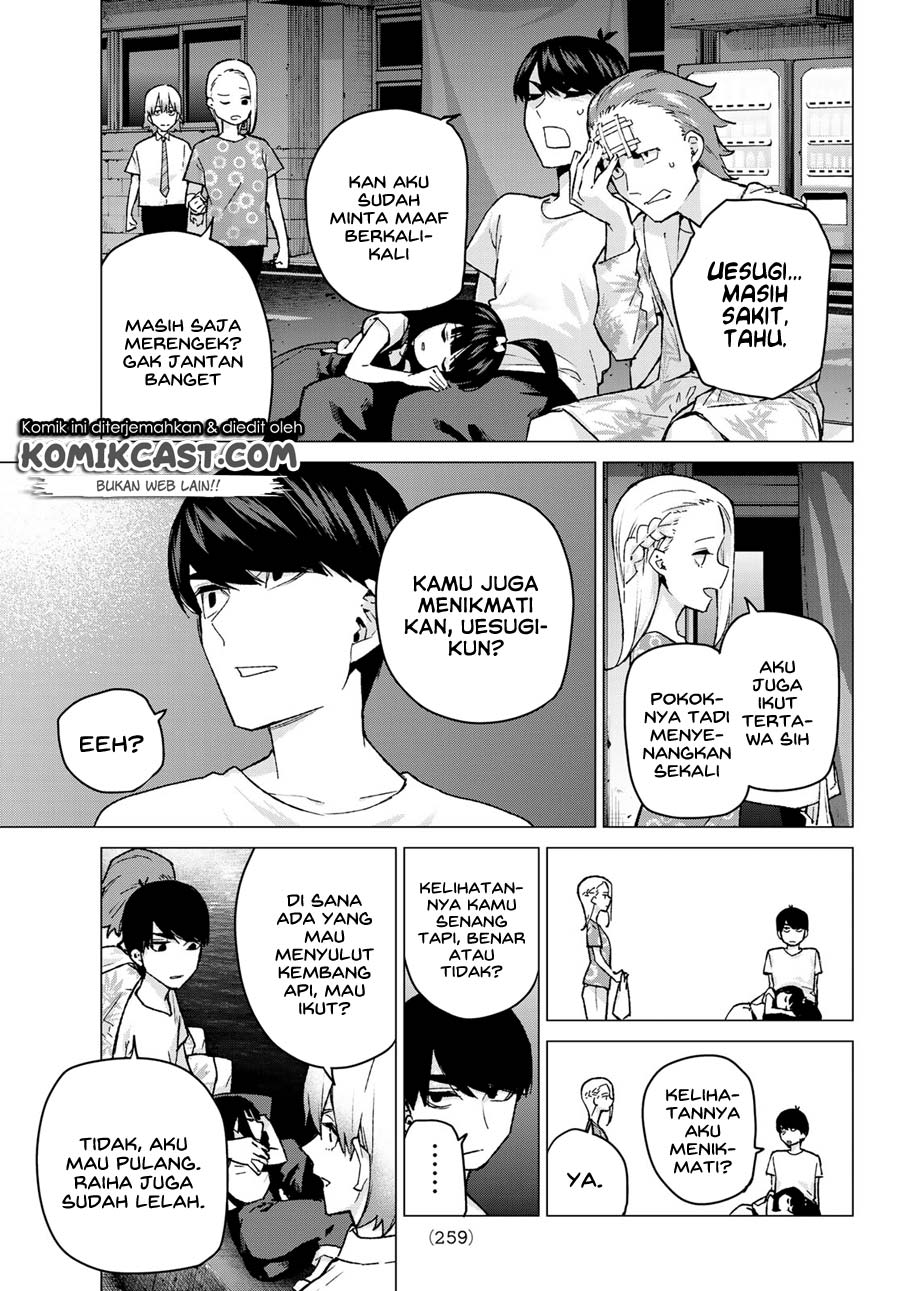 UESUGI...
MASIH
SAKIT,
TAHU.
KAN AKU
SUDAH
MINTA MAAF
BERKALI-
KALI
MASIH SAJA
MERENGEK?
GAK JANTAN
BANGET
Komik ini diterjemahkan & diedit oleh
KOMIKCAST.COM
BUKAN WEB LAIN!!
AKU
JUGA
IKUT
TERTA-
WA SIH
POKOK-
NYA TADI
MENYE-
NANGKAN
SEKALI
KAMU JUGA
MENIKMATI
KAN, UESUGI-
KUN?
EEH?
KELIHA-
TANNYA
AKU
MENIK-
MATI?
YA.
KELIHATAN-
NYA KAMU
SENANG
TAPI, BENAR
ATAU
TIDAK?
......
DI SANA
ADA YANG
MAU
MENYULUT
KEMBANG
API, MAU
IKUT?
TIDAK, AKU
MAU PULANG.
RAIHA JUGA
SUDAH LELAH.
(259)